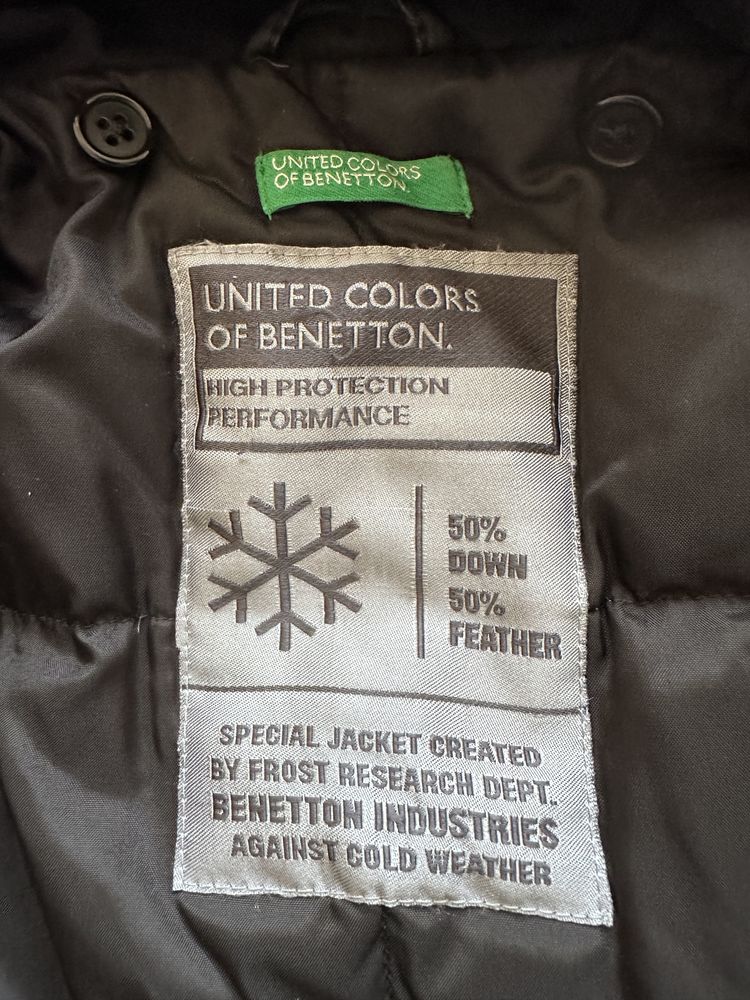 UNITED COLORS
OF BENETTON.
UNITED COLORS
OF BENETTON.
HIGH PROTECTION
PERFORMANCE
50%
DOWN
50%
FEATHER
SPECIAL JACKET CREATED
BY FROST RESEARCH DEPT.
BENETTON INDUSTRIES
AGAINST COLD WEATHER